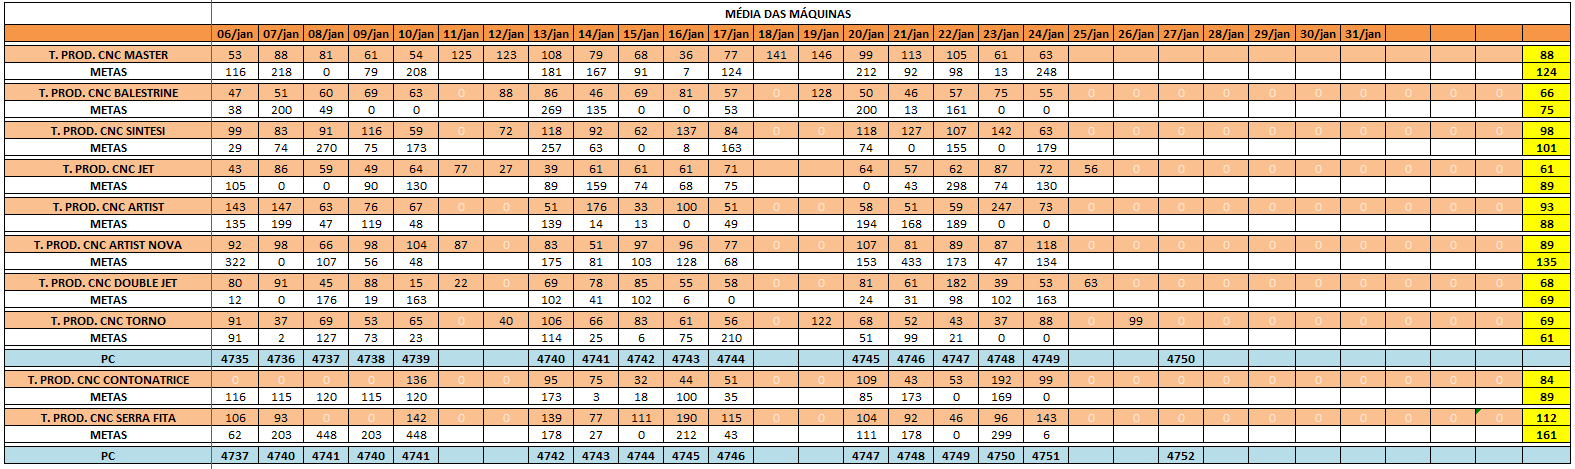 MÉDIA DAS MÁQUINAS
06/jan 07/jan 08/jan 09/jan 10/jan 11/jan 12/jan 13/jan 14/jan 15/jan 16/jan 17/jan 18/jan 19/jan 20/jan 21/jan 22/jan 23/jan 24/jan 25/jan 26/jan 27/jan 28/jan 29/jan 30/jan 31/jan
T. PROD. CNC MASTER 53 88 81 61 54 125 123 108 79 68 36 77 141 146 99 113 105 61 63 88
METAS 116 218 0 79 208 181 167 91 7 124 212 92 98 13 248 124
T. PROD. CNC BALESTRINE 47 51 60 69 63 0 88 86 46 69 81 57 0 128 50 46 57 75 55 0 0 0 0 0 0 0 0 0 0 66
METAS 38 200 49 0 0 269 135 0 0 53 200 13 161 0 0 75
T. PROD. CNC SINTESI 99 83 91 116 59 0 72 118 92 62 137 84 0 0 118 127 107 142 63 0 0 0 0 0 0 0 0 0 0 98
METAS 29 74 270 75 173 257 63 0 8 163 74 0 155 0 179 101
T. PROD. CNC JET 43 86 59 49 64 77 27 39 61 61 61 71 64 57 62 87 72 56 0 0 0 0 0 0 0 0 0 61
METAS 105 0 0 90 130 89 159 74 68 75 0 43 298 74 130 89
T. PROD. CNC ARTIST 143 147 63 76 67 0 0 51 176 33 100 51 0 0 58 51 59 247 73 0 0 0 0 0 0 0 0 0 0 93
METAS 135 199 47 119 48 139 14 13 0 49 194 168 189 0 0 88
T. PROD. CNC ARTIST NOVA 92 98 66 98 104 87 0 83 51 97 96 77 0 0 107 81 89 87 118 0 0 0 0 0 0 0 0 0 0 89
METAS 322 0 107 56 48 175 81 103 128 68 153 433 173 47 134 135
T. PROD. CNC DOUBLE JET 80 91 45 88 15 22 0 69 78 85 55 58 0 0 81 61 182 39 53 63 0 0 0 0 0 0 0 0 0 68
METAS 12 0 176 19 163 102 41 102 6 0 24 31 98 102 163 69
T. PROD. CNC TORNO 91 37 69 53 65 0 40 106 66 83 61 56 0 122 68 52 43 37 88 0 99 0 0 0 0 0 0 0 0 69
METAS 91 2 127 73 23 114 25 6 75 210 51 99 21 0 0 61
PC 4735 4736 4737 4738 4739 4740 4741 4742 4743 4744 4745 4746 4747 4748 4749 4750
T. PROD. CNC CONTONATRICE 0 0 0 0 136 0 0 95 75 32 44 51 0 0 109 43 53 192 99 0 0 0 0 0 0 0 0 0 0 84
METAS 116 115 120 115 120 173 3 18 100 35 85 173 0 169 0 89
T. PROD. CNC SERRA FITA 106 93 0 0 142 0 0 139 77 111 190 115 0 0 104 92 46 96 143 0 0 0 0 0 0 0 0 0 0 112
METAS 62 203 448 203 448 178 27 0 212 43 111 178 0 299 6 161
PC 4737 4740 4741 4740 4741 4742 4743 4744 4745 4746 4747 4748 4749 4750 4751 4752